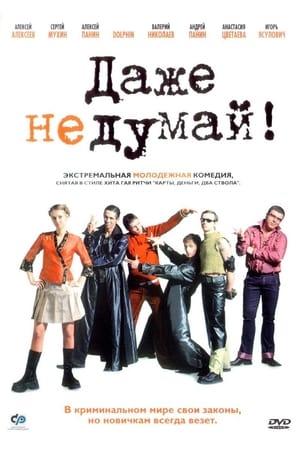 АЛЕКСЕЙ АЛЕКСЕЕВ СЕРГЕЙ МУХИН АЛЕКСЕЙ ПАНИН DOLPHIN ВАЛЕРИЙ НИКОЛАЕВ АНДРЕЙ ПАНИН АНАСТАСИЯ ЦВЕТАЕВА ИГОРЬ ЯСУЛОВИЧ
Даже
не думай!
ЭКСТРЕМАЛЬНАЯ МОЛОДЕЖНАЯ КОМЕДИЯ,
СНЯТАЯ В СТИЛЕ ХИТА ГАЯ РИТЧИ "КАРТЫ, ДЕНЬГИ, ДВА СТВОЛА".
В криминальном мире свои законы,
но новичкам всегда везет.
DVD